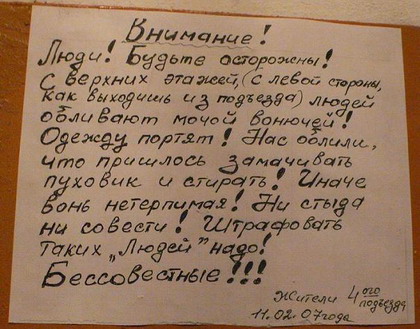 Внимание!
Люди! Будьте осторожны!
С верхних этажей, (с левой стороны,
как выходишь из подъезда) людей
обливают мочой вонючей!
Одежду портят! Нас облили,
что пришлось замачивать
пуховик и стирать! Иначе
вонь нетерпимая! Ни стыда
ни совести! Штрафовать
таких „Людей" надо!
Бессовестные!!!
Жители 4ого подъезда
11.02.07года